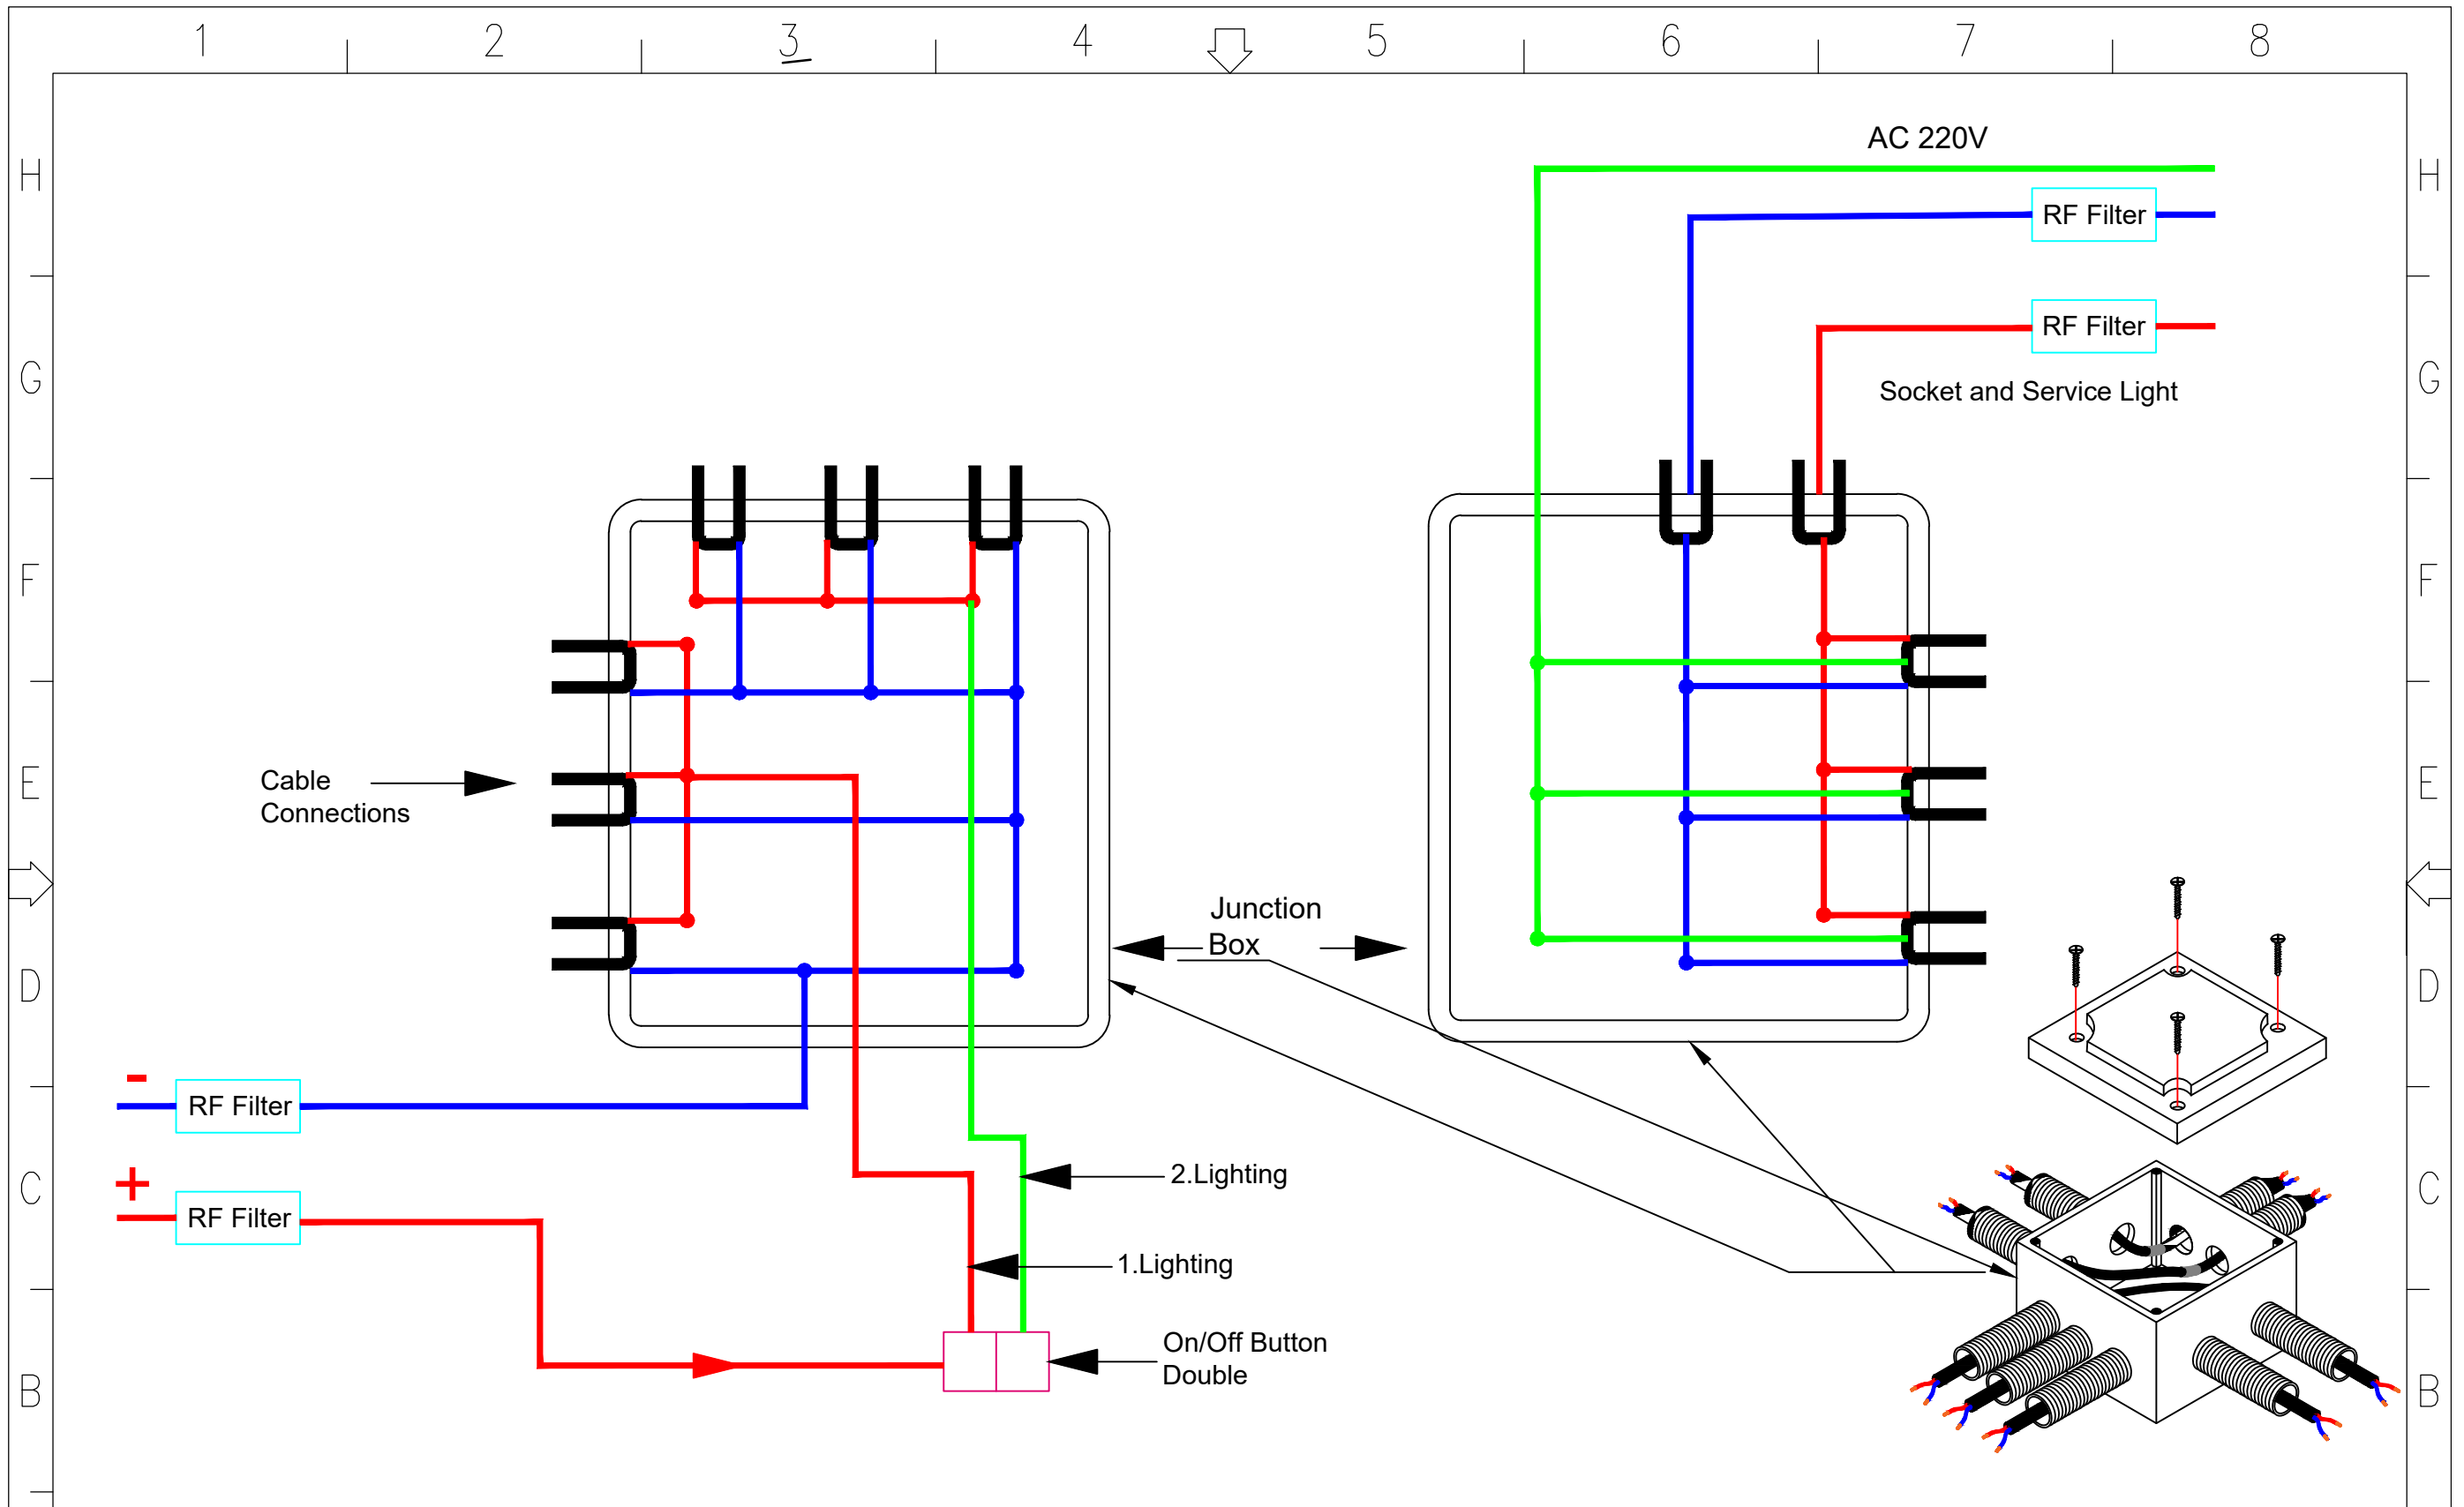 1 2 3 4 5 6 7 8
H H
AC 220V
RF Filter
RF Filter
G G
Socket and Service Light
F F
E E
Cable
Connections
Junction
Box
D D
-
RF Filter
C C
+
RF Filter
2.Lighting
1.Lighting
On/Off Button
Double
B B